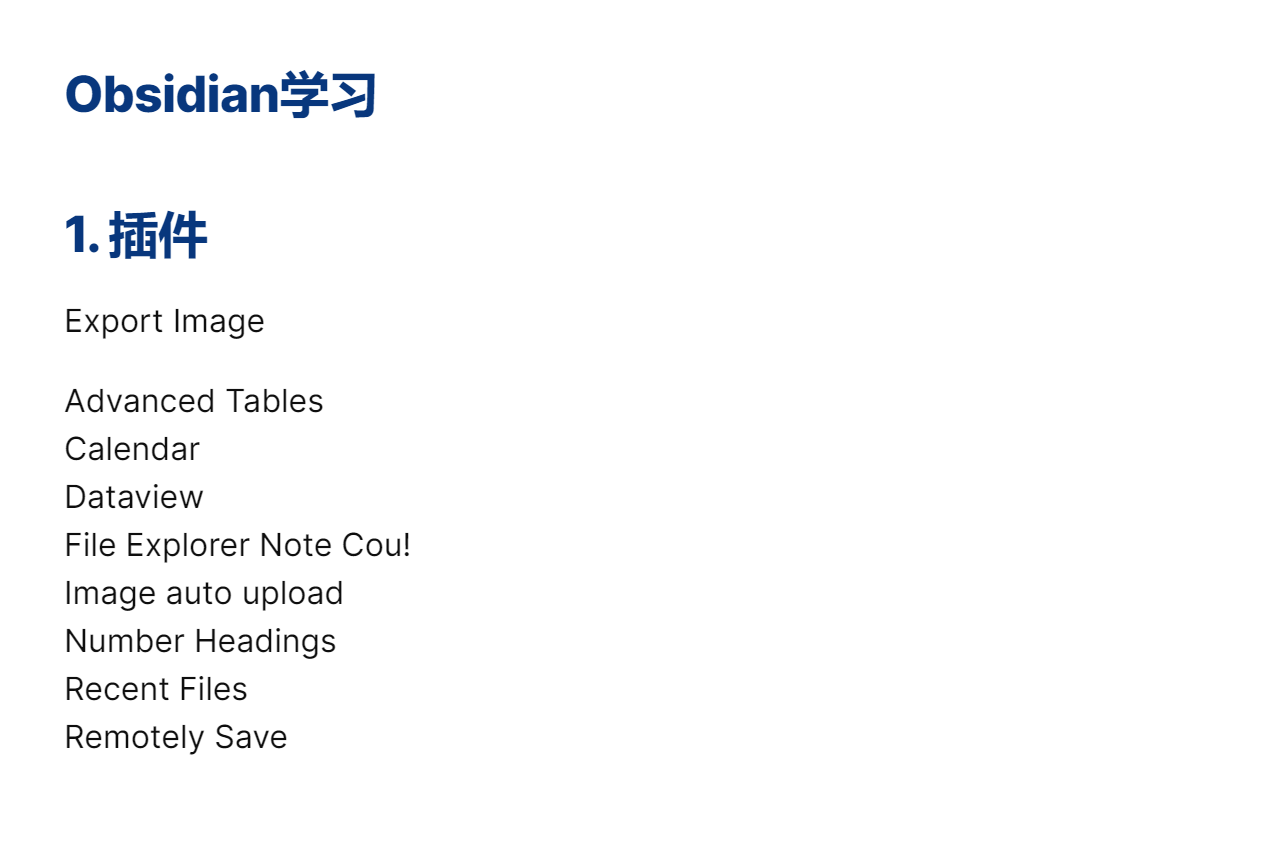 Obsidian学习
1. 插件
Export Image
Advanced Tables
Calendar
Dataview
File Explorer Note Cou!
Image auto upload
Number Headings
Recent Files
Remotely Save